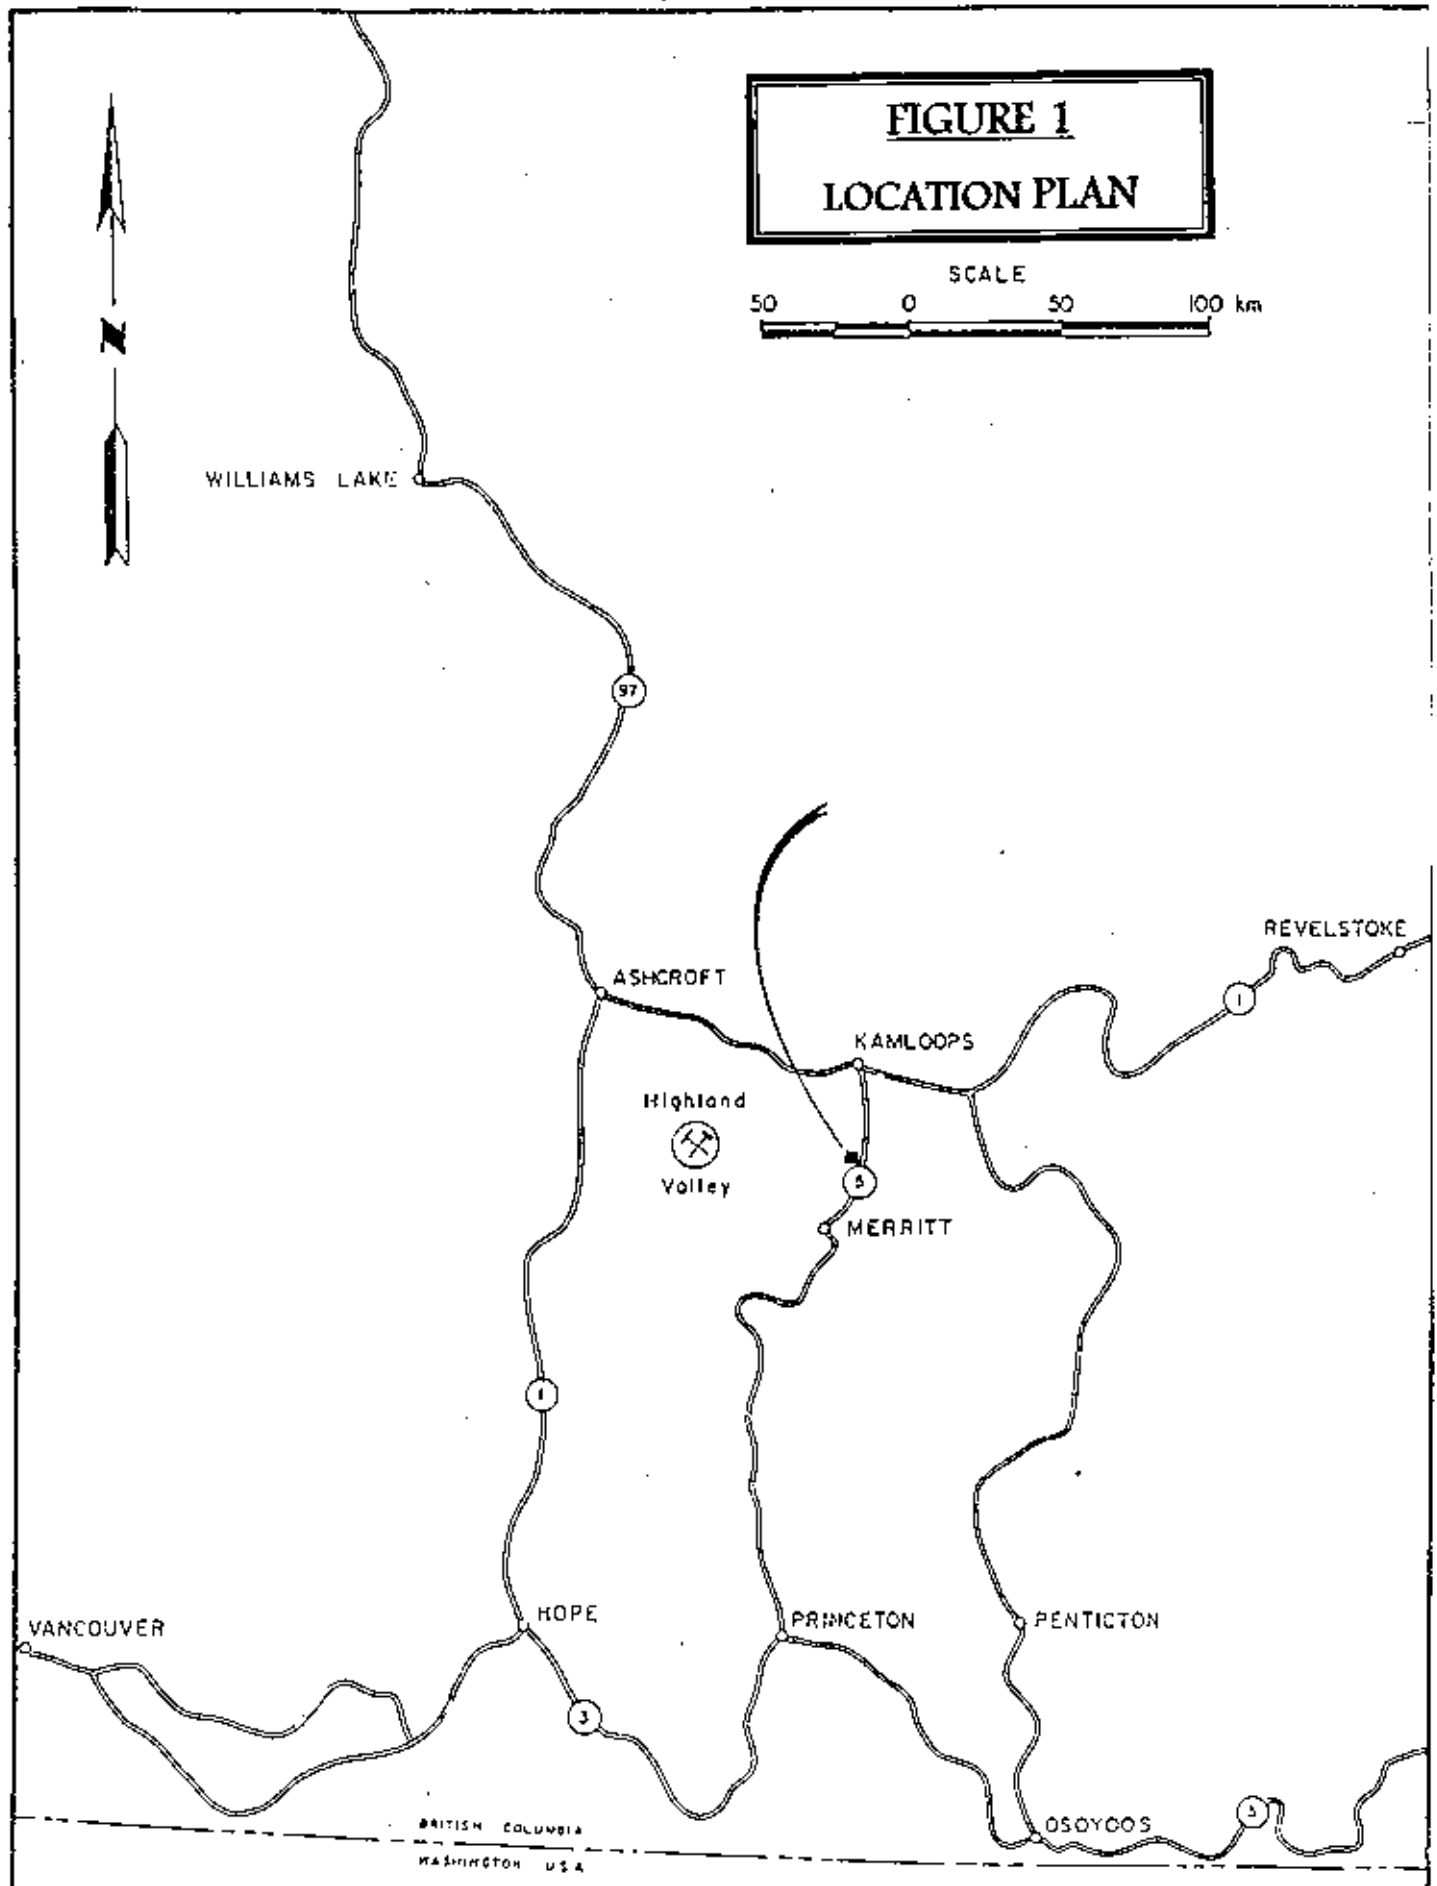 FIGURE 1
LOCATION PLAN
SCALE
50 0 50 100 km
N
WILLIAMS LAKE
97
REVELSTOKE
ASHCROFT
1
KAMLOOPS
Highland
Valley
5
MERRITT
1
HOPE
VANCOUVER
PRINCETON
PENTICTON
3
3
OSOYOOS
BRITISH COLUMBIA
WASHINGTON U S A